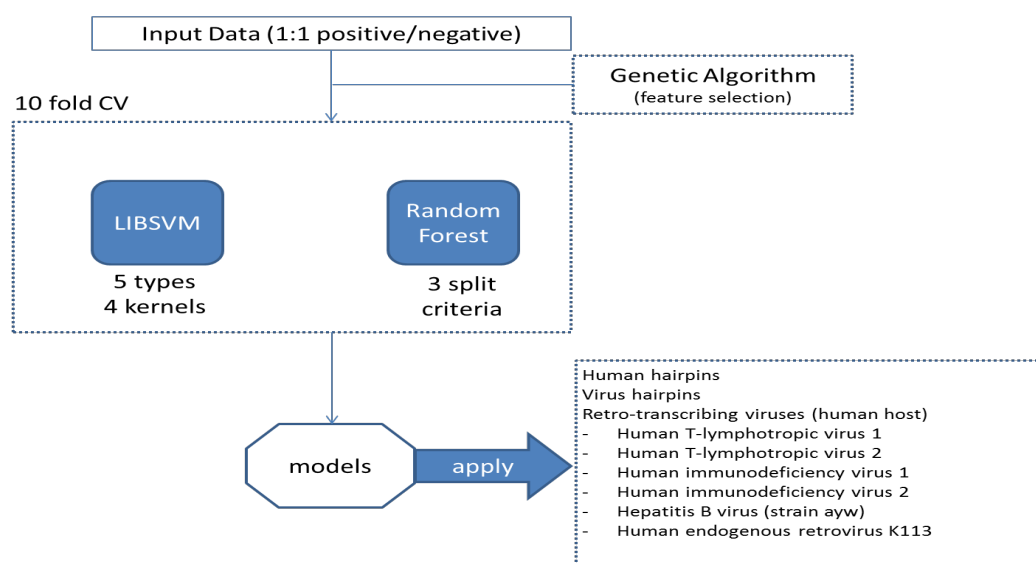 Input Data (1:1 positive/negative)
Genetic Algorithm
(feature selection)
10 fold CV
LIBSVM
5 types
4 kernels
Random
Forest
3 split
criteria
models
apply
Human hairpins
Virus hairpins
Retro-transcribing viruses (human host)
- Human T-lymphotropic virus 1
- Human T-lymphotropic virus 2
- Human immunodeficiency virus 1
- Human immunodeficiency virus 2
- Hepatitis B virus (strain ayw)
- Human endogenous retrovirus K113